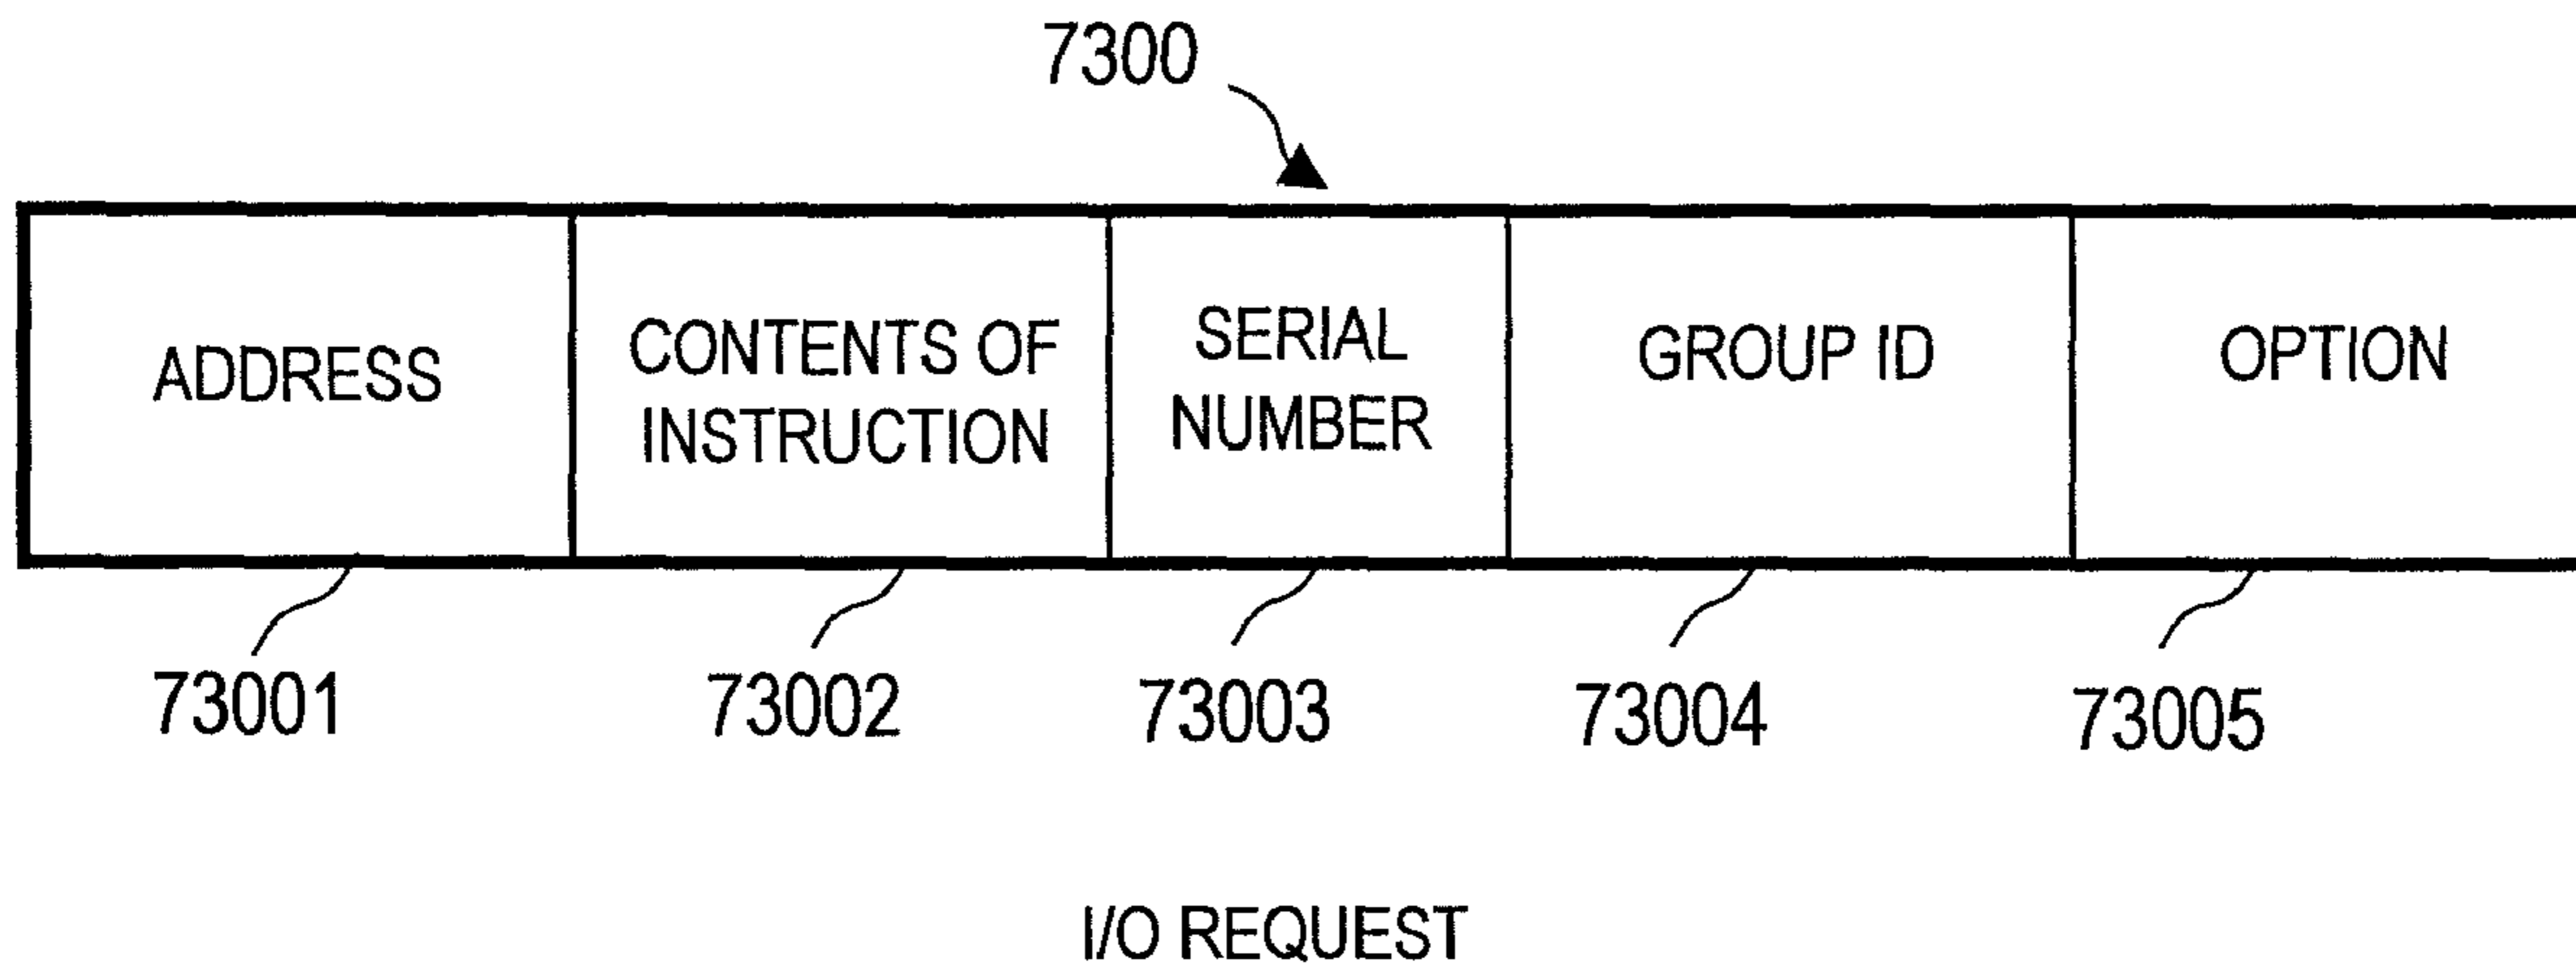 7300
ADDRESS
CONTENTS OF
INSTRUCTION
SERIAL
NUMBER
GROUP ID
OPTION
73001
73002
73003
73004
73005
I/O REQUEST